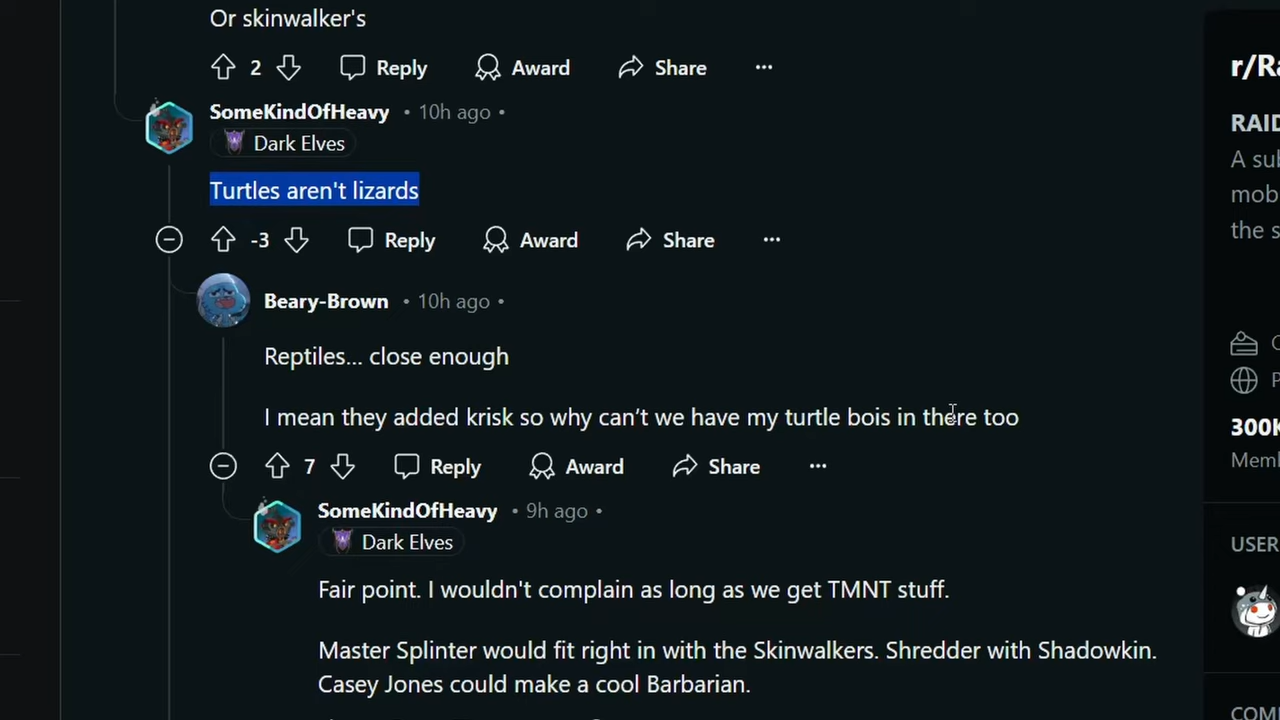 Or skinwalker's
2 Reply Award Share ...
r/Ra
SomeKindOfHeavy • 10h ago •
Dark Elves
RAID
A sub
mob
the s
Turtles aren't lizards
-3 Reply Award Share ...
Beary-Brown • 10h ago •
Reptiles... close enough
I mean they added krisk so why can't we have my turtle bois in there too
300K
Memb
7 Reply Award Share ...
SomeKindOfHeavy • 9h ago •
Dark Elves
USER
Fair point. I wouldn't complain as long as we get TMNT stuff.
Master Splinter would fit right in with the Skinwalkers. Shredder with Shadowkin.
Casey Jones could make a cool Barbarian.
COM